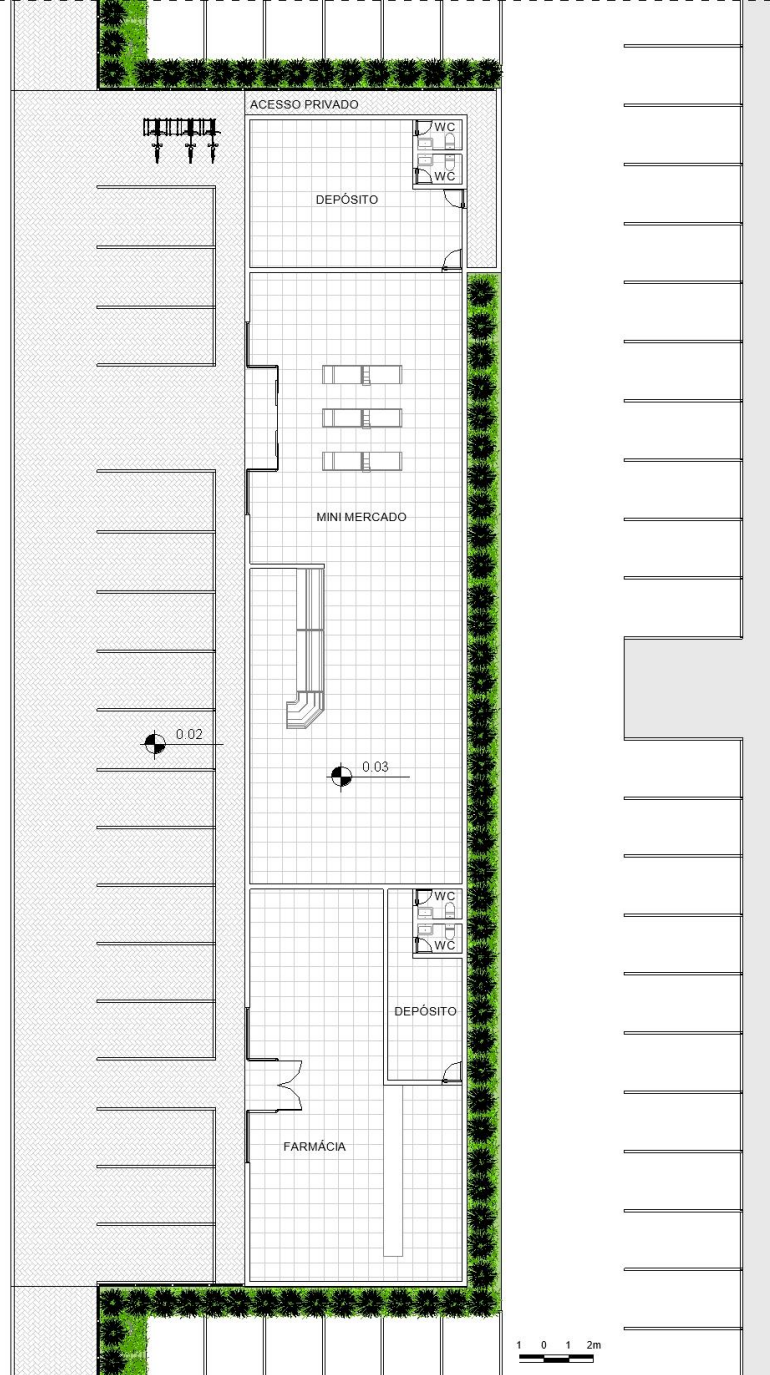 ACESSO PRIVADO
WC
WC
DEPÓSITO
MINI MERCADO
0.02
0.03
WC
WC
DEPÓSITO
FARMÁCIA
1 0 1 2m